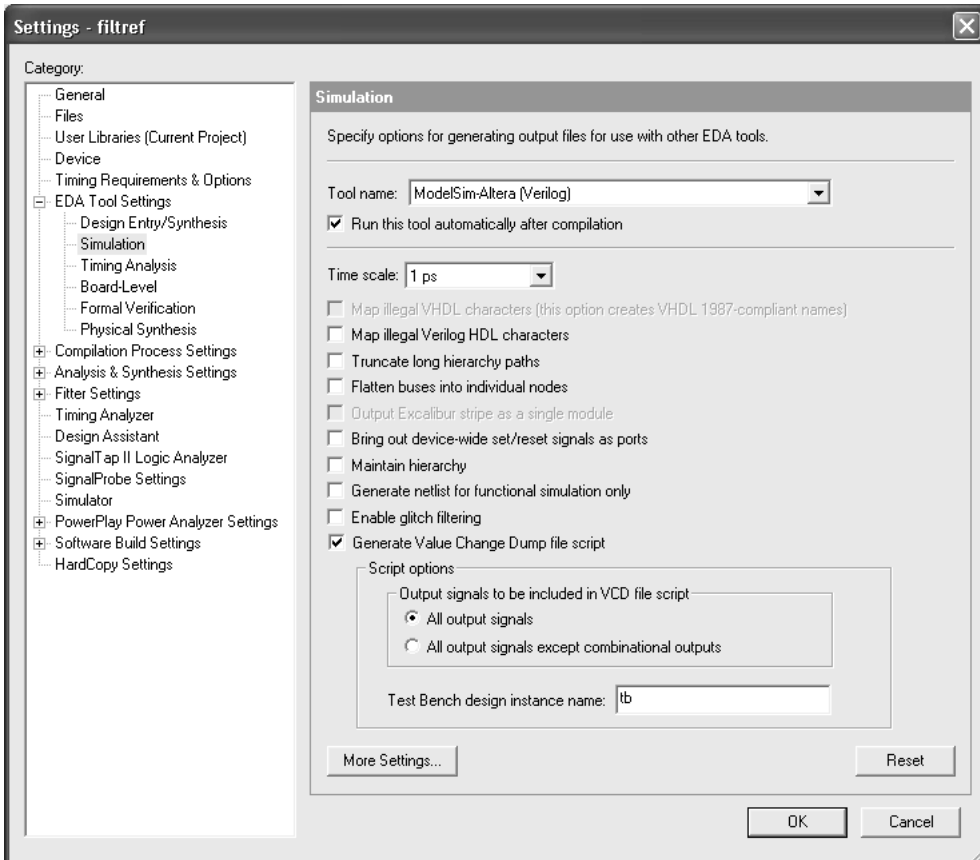 Settings - filtref
Category:
General
Files
User Libraries (Current Project)
Device
Timing Requirements & Options
EDA Tool Settings
Design Entry/Synthesis
Simulation
Timing Analysis
Board-Level
Formal Verification
Physical Synthesis
Compilation Process Settings
Analysis & Synthesis Settings
Fitter Settings
Timing Analyzer
Design Assistant
SignalTap II Logic Analyzer
SignalProbe Settings
Simulator
PowerPlay Power Analyzer Settings
Software Build Settings
HardCopy Settings
Simulation
Specify options for generating output files for use with other EDA tools.
Tool name: ModelSim-Altera (Verilog)
Run this tool automatically after compilation
Time scale: 1 ps
Map illegal VHDL characters (this option creates VHDL 1987-compliant names)
Map illegal Verilog HDL characters
Truncate long hierarchy paths
Flatten buses into individual nodes
Output Excalibur stripe as a single module
Bring out device-wide set/reset signals as ports
Maintain hierarchy
Generate netlist for functional simulation only
Enable glitch filtering
Generate Value Change Dump file script
Script options
Output signals to be included in VCD file script
All output signals
All output signals except combinational outputs
Test Bench design instance name: tb
More Settings... Reset
OK Cancel